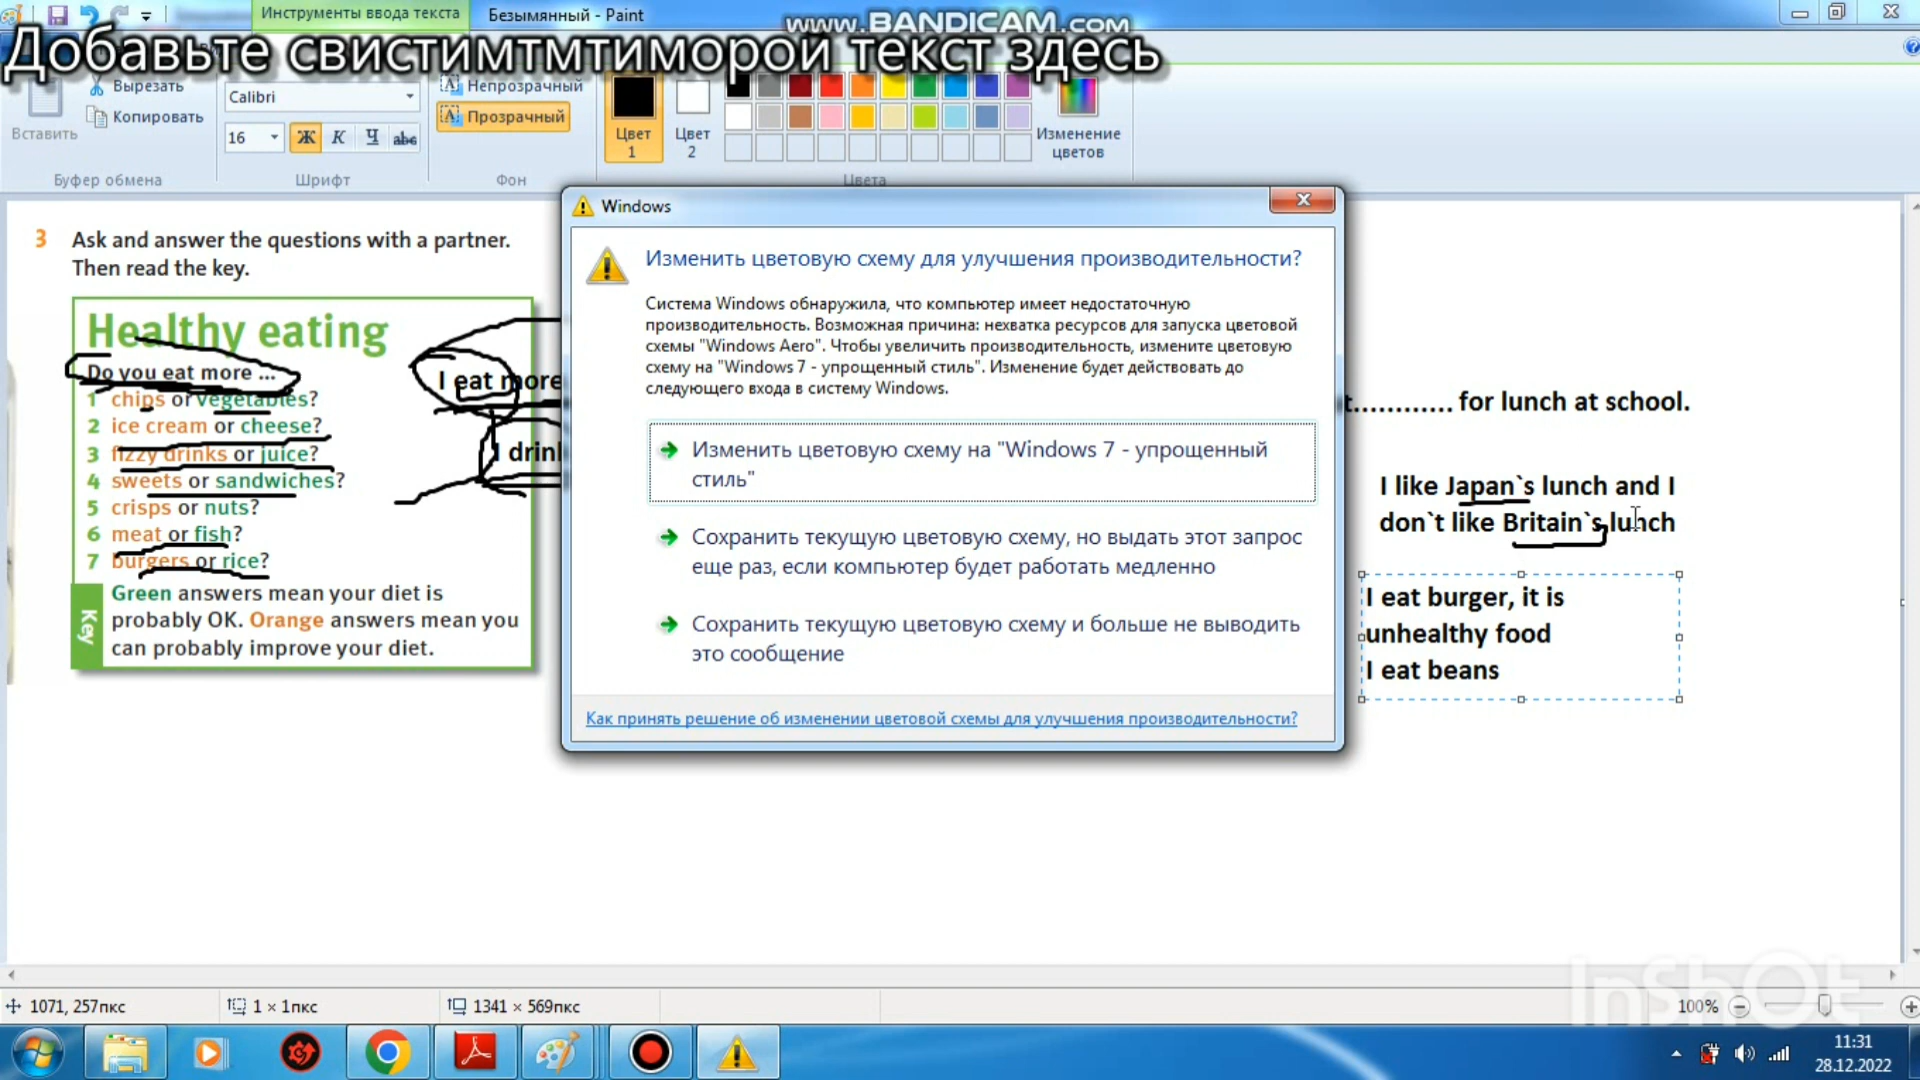 Инструменты ввода текста
Безымянный - Paint
www.BANDICAM.com
Добавьте свистимтмтиморой текст здесь
Вырезать
Копировать
Вставить
Calibri
16
Ж К Ч abc
Непрозрачный
Прозрачный
Цвет 1
Цвет 2
Изменение цветов
Буфер обмена
Шрифт
Фон
Цвета
3 Ask and answer the questions with a partner.
Then read the key.
Healthy eating
Do you eat more ...
1 chips or vegetables?
2 ice cream or cheese?
3 fizzy drinks or juice?
4 sweets or sandwiches?
5 crisps or nuts?
6 meat or fish?
7 burgers or rice?
Key
Green answers mean your diet is
probably OK. Orange answers mean you
can probably improve your diet.
I eat more
I drink
Windows
Изменить цветовую схему для улучшения производительности?
Система Windows обнаружила, что компьютер имеет недостаточную
производительность. Возможная причина: нехватка ресурсов для запуска цветовой
схемы "Windows Aero". Чтобы увеличить производительность, измените цветовую
схему на "Windows 7 - упрощенный стиль". Изменение будет действовать до
следующего входа в систему Windows.
Изменить цветовую схему на "Windows 7 - упрощенный
стиль"
Сохранить текущую цветовую схему, но выдать этот запрос
еще раз, если компьютер будет работать медленно
Сохранить текущую цветовую схему и больше не выводить
это сообщение
Как принять решение об изменении цветовой схемы для улучшения производительности?
t............ for lunch at school.
I like Japan`s lunch and I
don`t like Britain`s lunch
I eat burger, it is
unhealthy food
I eat beans
InShOt
1071, 257пкс
1 × 1пкс
1341 × 569пкс
100%
11:31
28.12.2022